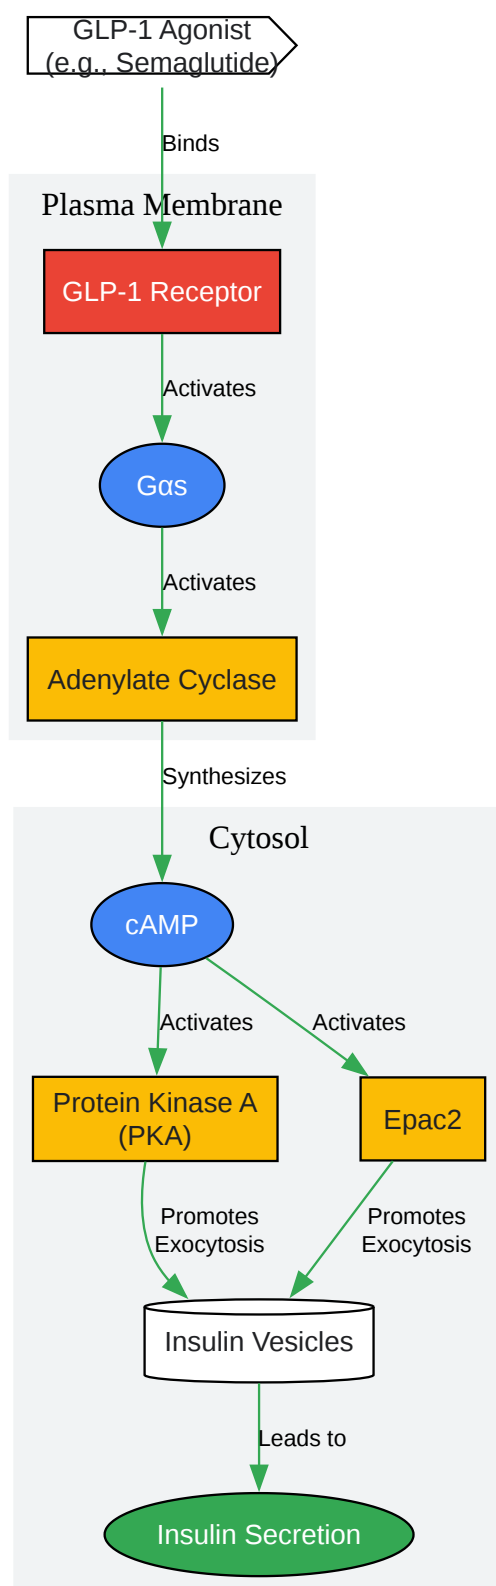 GLP-1 Agonist
(e.g., Semaglutide)
Binds
Plasma Membrane
GLP-1 Receptor
Activates
Gαs
Activates
Adenylate Cyclase
Synthesizes
Cytosol
cAMP
Activates
Activates
Protein Kinase A
(PKA)
Epac2
Promotes
Exocytosis
Promotes
Exocytosis
Insulin Vesicles
Leads to
Insulin Secretion